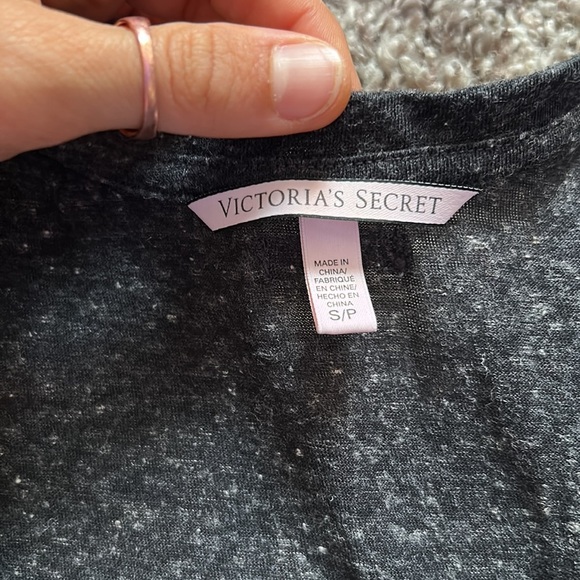 VICTORIA'S SECRET
MADE IN
CHINA/
FABRIQUÉ
EN CHINE/
HECHO EN
CHINA
S/P